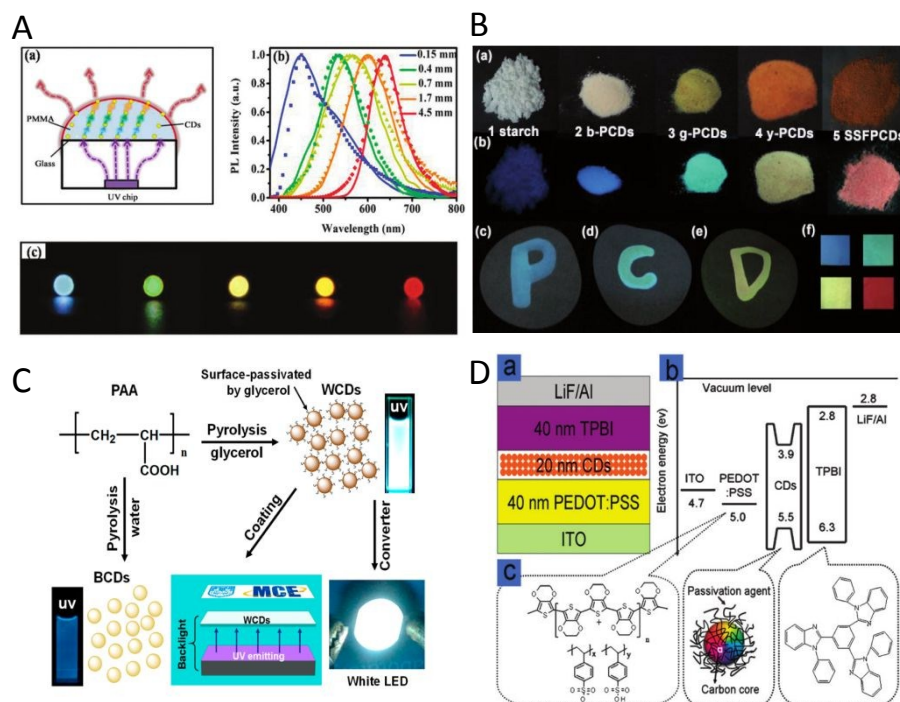 A
(a)
PMMA
CDs
Glass
UV chip
(b)
0.15 mm
0.4 mm
0.7 mm
1.7 mm
4.5 mm
PL Intensity (a.u.)
1.0
0.8
0.6
0.4
0.2
0.0
400 500 600 700 800
Wavelength (nm)
(c)
B
(a)
1 starch 2 b-PCDs 3 g-PCDs 4 y-PCDs 5 SSFPCDs
(b)
(c) (d) (e) (f)
P C D
C
PAA
CH2 CH
n
COOH
Pyrolysis
glycerol
Surface-passivated
by glycerol
WCDs
uv
Pyrolysis
water
Coating
Converter
BCDs
uv
MCE
WCDs
Backlight
UV emitting
White LED
D
a
LiF/Al
40 nm TPBI
20 nm CDs
40 nm PEDOT:PSS
ITO
b
Vacuum level
Electron energy (ev)
ITO
4.7
PEDOT
:PSS
5.0
3.9
CDs
5.5
2.8
TPBI
6.3
2.8
LiF/Al
c
Passivation agent
Carbon core